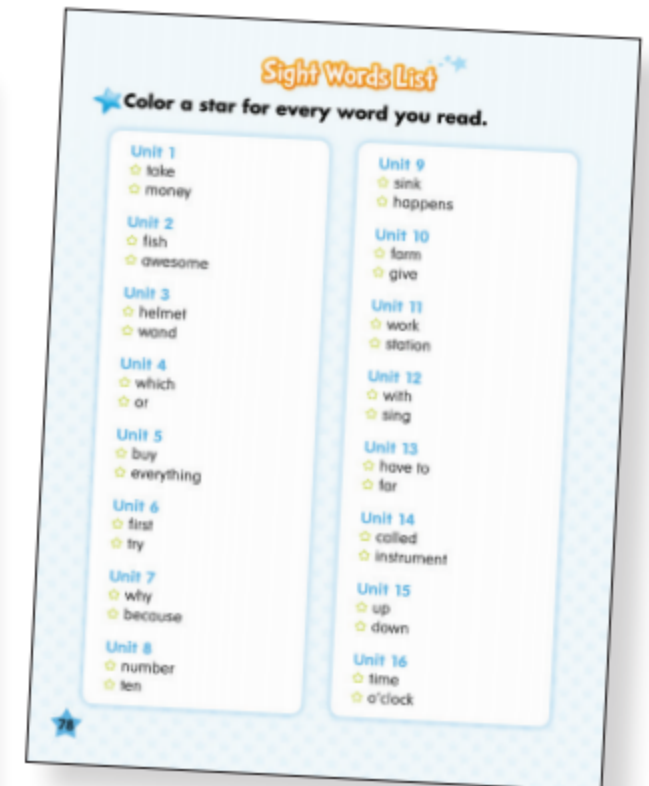 Sight Words List
Color a star for every word you read.
Unit 1
take
money
Unit 2
fish
awesome
Unit 3
helmet
wand
Unit 4
which
or
Unit 5
buy
everything
Unit 6
first
try
Unit 7
why
because
Unit 8
number
ten
Unit 9
sink
happens
Unit 10
farm
give
Unit 11
work
station
Unit 12
with
sing
Unit 13
have to
far
Unit 14
called
instrument
Unit 15
up
down
Unit 16
time
o'clock
78